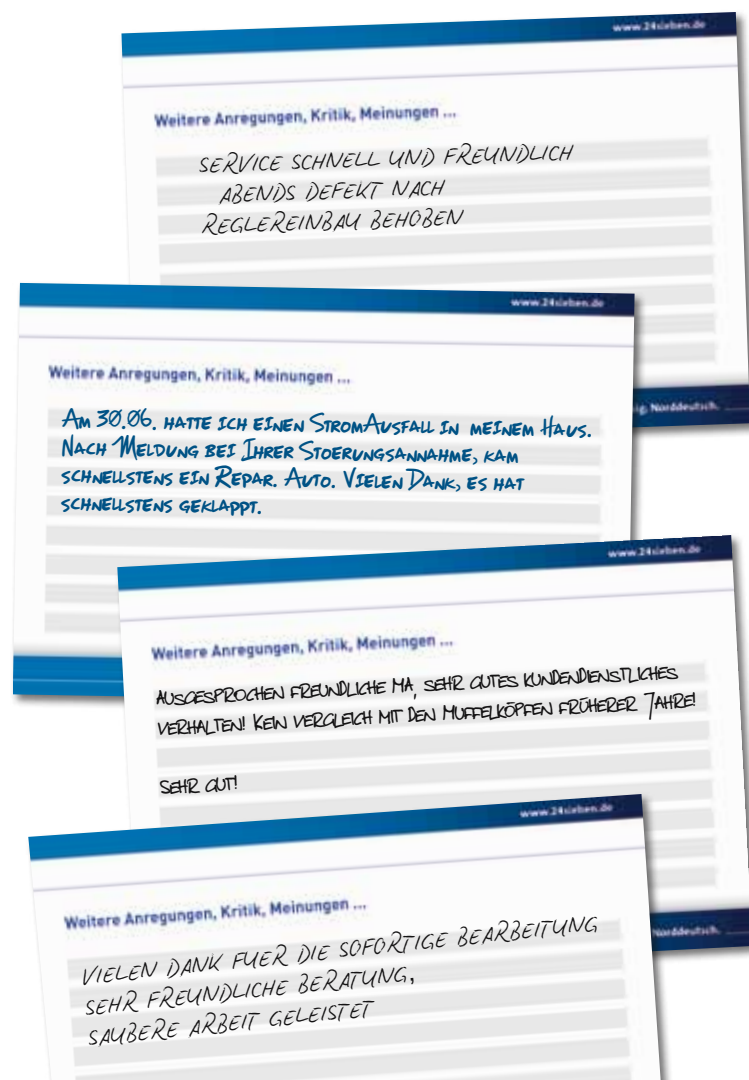 www.24sieben.de
Weitere Anregungen, Kritik, Meinungen ...
SERVICE SCHNELL UND FREUNDLICH
ABENDS DEFEKT NACH
REGLEREINBAU BEHOBEN
ig, Norddeutsch.
www.24sieben.de
Weitere Anregungen, Kritik, Meinungen ...
AM 30.06. HATTE ICH EINEN STROMAUSFALL IN MEINEM HAUS.
NACH MELDUNG BEI IHRER STOERUNGSANNAHME, KAM
SCHNELLSTENS EIN REPAR. AUTO. VIELEN DANK, ES HAT
SCHNELLSTENS GEKLAPPT.
www.24sieben.de
Weitere Anregungen, Kritik, Meinungen ...
AUSGESPROCHEN FREUNDLICHE MA, SEHR GUTES KUNDENDIENSTLICHES
VERHALTEN! KEIN VERGLEICH MIT DEN MUFFELKÖPFEN FRÜHERER JAHRE!
SEHR GUT!
Norddeutsch.
www.24sieben.de
Weitere Anregungen, Kritik, Meinungen ...
VIELEN DANK FUER DIE SOFORTIGE BEARBEITUNG
SEHR FREUNDLICHE BERATUNG,
SAUBERE ARBEIT GELEISTET